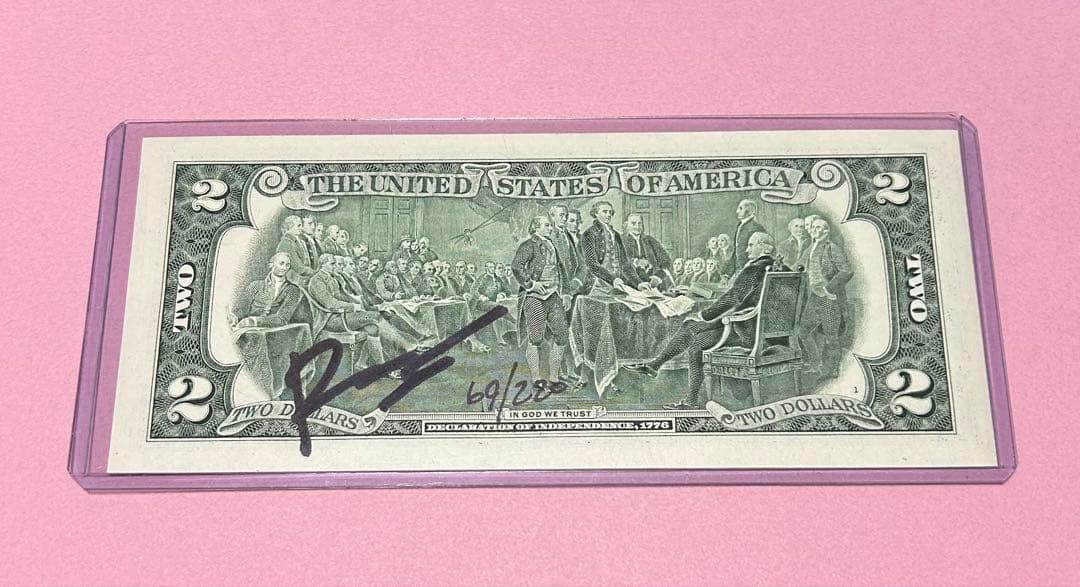 2 THE UNITED STATES OF AMERICA 2
TWO TWO
69/280
2 TWO DOLLARS IN GOD WE TRUST TWO DOLLARS 2
1
DECLARATION OF INDEPENDENCE, 1776